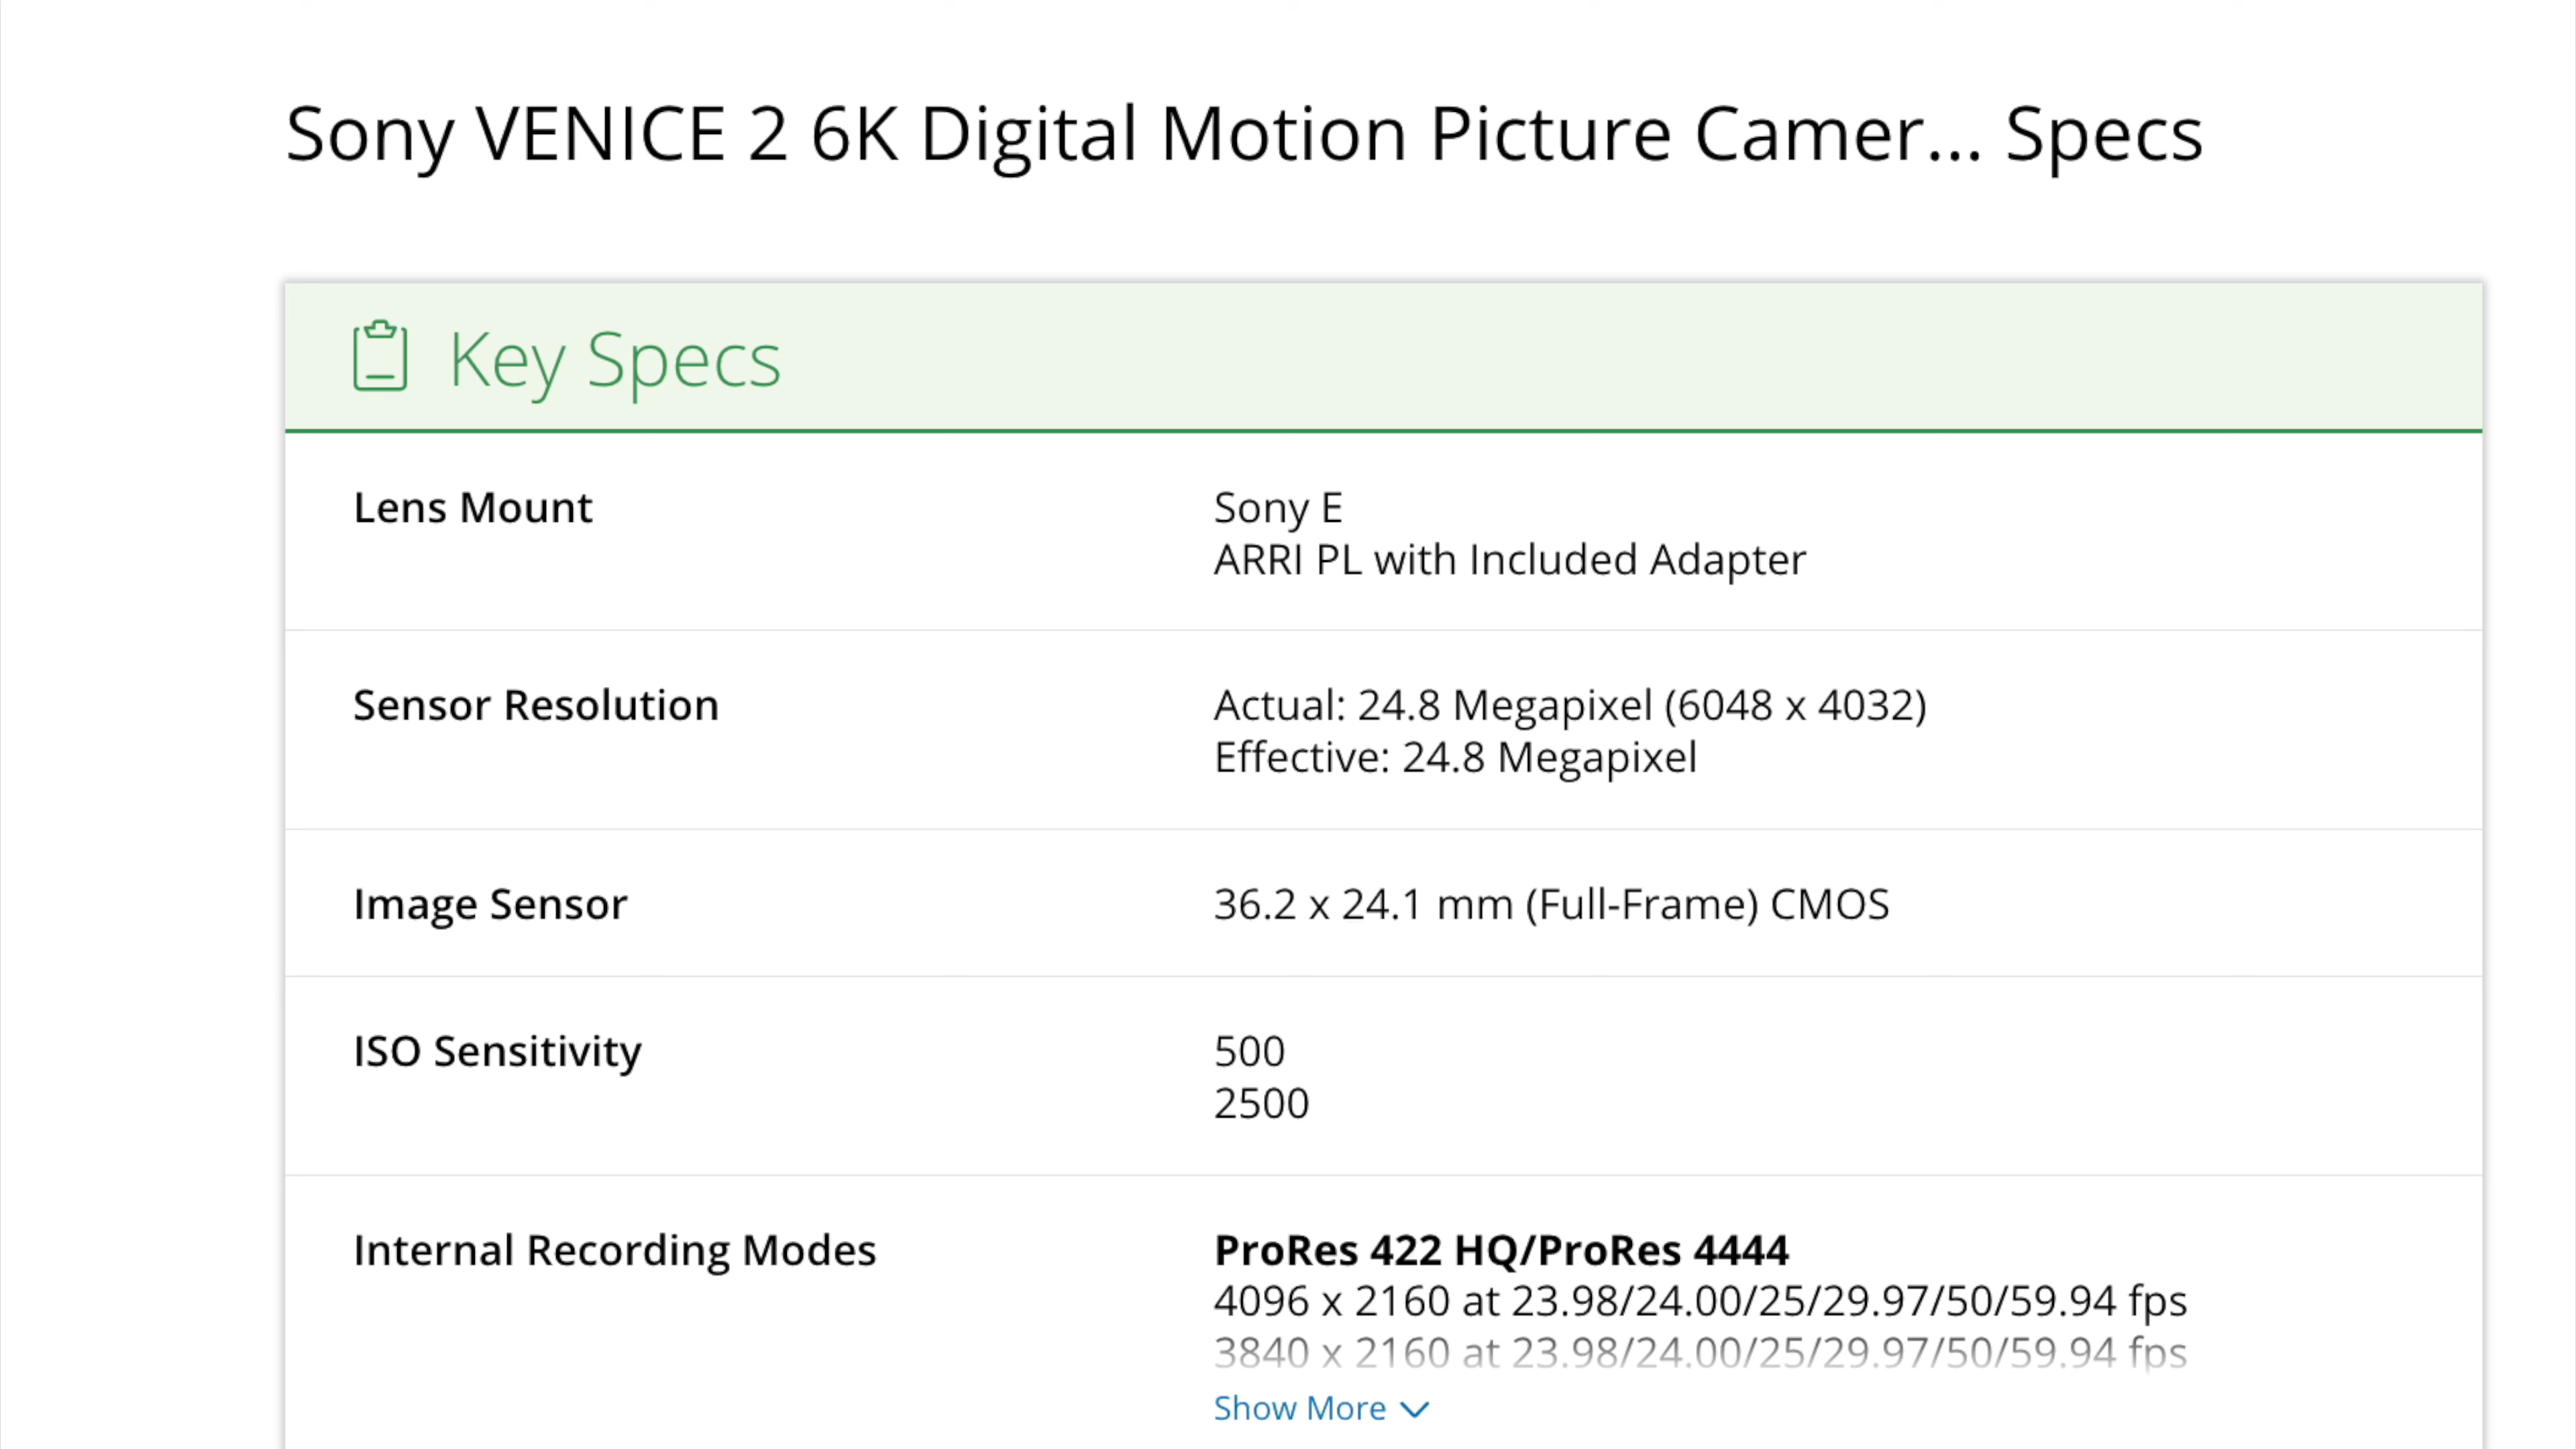 Sony VENICE 2 6K Digital Motion Picture Camer... Specs
Key Specs
Lens Mount
Sony E
ARRI PL with Included Adapter
Sensor Resolution
Actual: 24.8 Megapixel (6048 x 4032)
Effective: 24.8 Megapixel
Image Sensor
36.2 x 24.1 mm (Full-Frame) CMOS
ISO Sensitivity
500
2500
Internal Recording Modes
ProRes 422 HQ/ProRes 4444
4096 x 2160 at 23.98/24.00/25/29.97/50/59.94 fps
3840 x 2160 at 23.98/24.00/25/29.97/50/59.94 fps
Show More